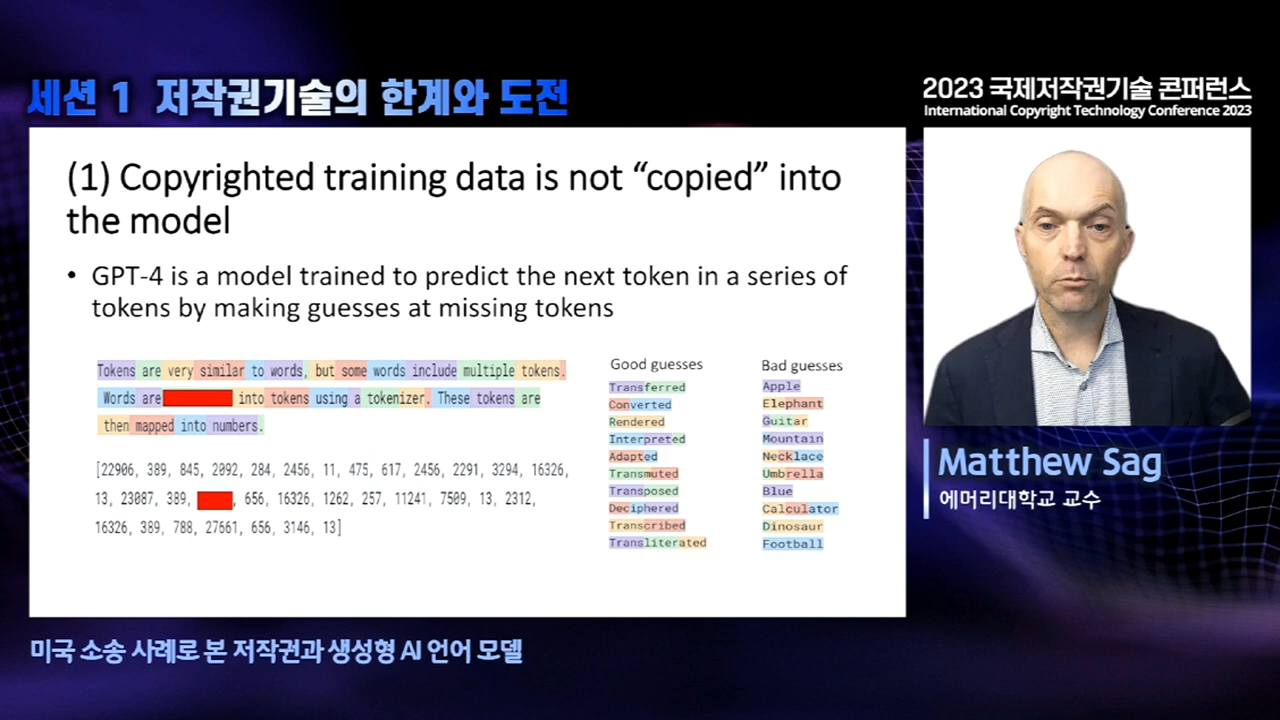 세션 1 저작권기술의 한계와 도전
2023 국제저작권기술 콘퍼런스
International Copyright Technology Conference 2023
(1) Copyrighted training data is not “copied” into
the model
• GPT-4 is a model trained to predict the next token in a series of
tokens by making guesses at missing tokens
Tokens are very similar to words, but some words include multiple tokens.
Words are into tokens using a tokenizer. These tokens are
then mapped into numbers.
[22906, 389, 845, 2092, 284, 2456, 11, 475, 617, 2456, 2291, 3294, 16326,
13, 23087, 389, , 656, 16326, 1262, 257, 11241, 7509, 13, 2312,
16326, 389, 788, 27661, 656, 3146, 13]
Good guesses
Transferred
Converted
Rendered
Interpreted
Adapted
Transmuted
Transposed
Deciphered
Transcribed
Transliterated
Bad guesses
Apple
Elephant
Guitar
Mountain
Necklace
Umbrella
Blue
Calculator
Dinosaur
Football
Matthew Sag
에머리대학교 교수
미국 소송 사례로 본 저작권과 생성형 AI 언어 모델